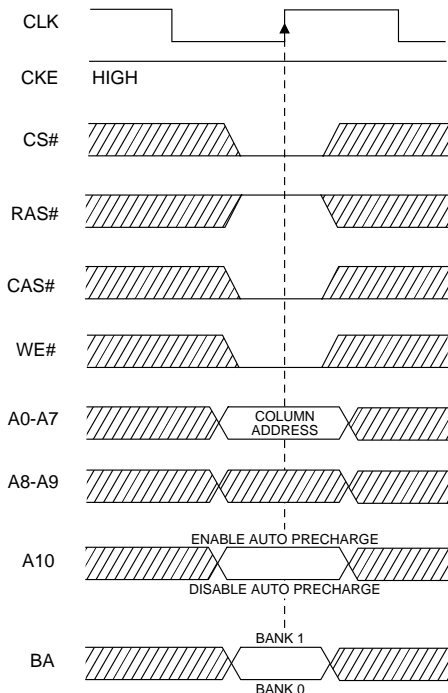 CLK
CKE HIGH
CS#
RAS#
CAS#
WE#
A0-A7 COLUMN
ADDRESS
A8-A9
ENABLE AUTO PRECHARGE
A10
DISABLE AUTO PRECHARGE
BANK 1
BA
BANK 0